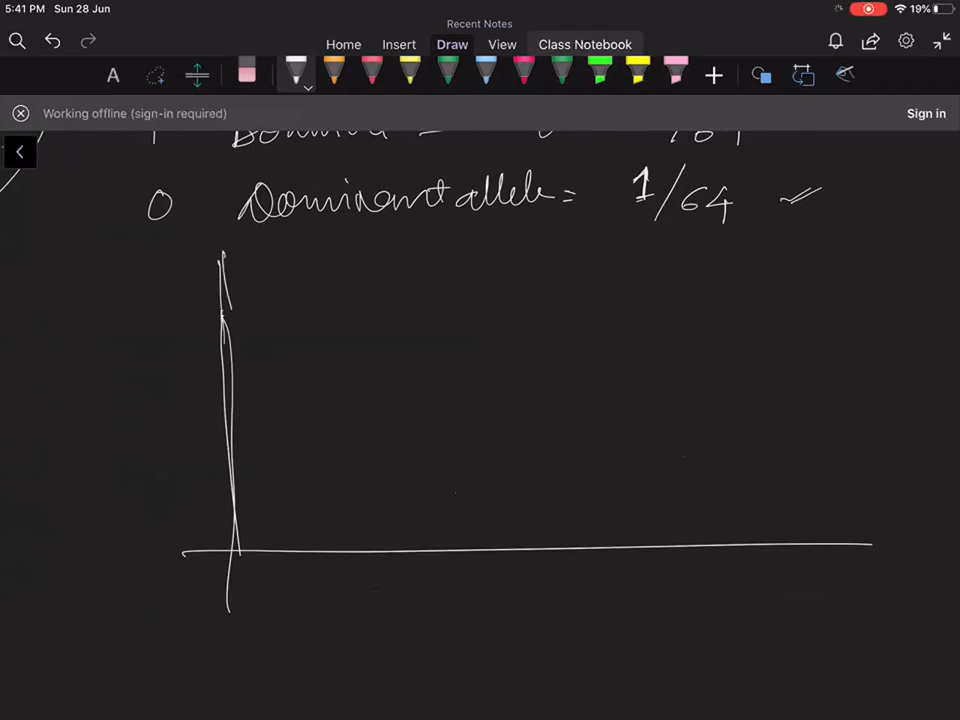 5:41 PM Sun 28 Jun
19%
Recent Notes
Home Insert Draw View Class Notebook
A
Working offline (sign-in required) Sign in
0 Dominant allele = 1/64